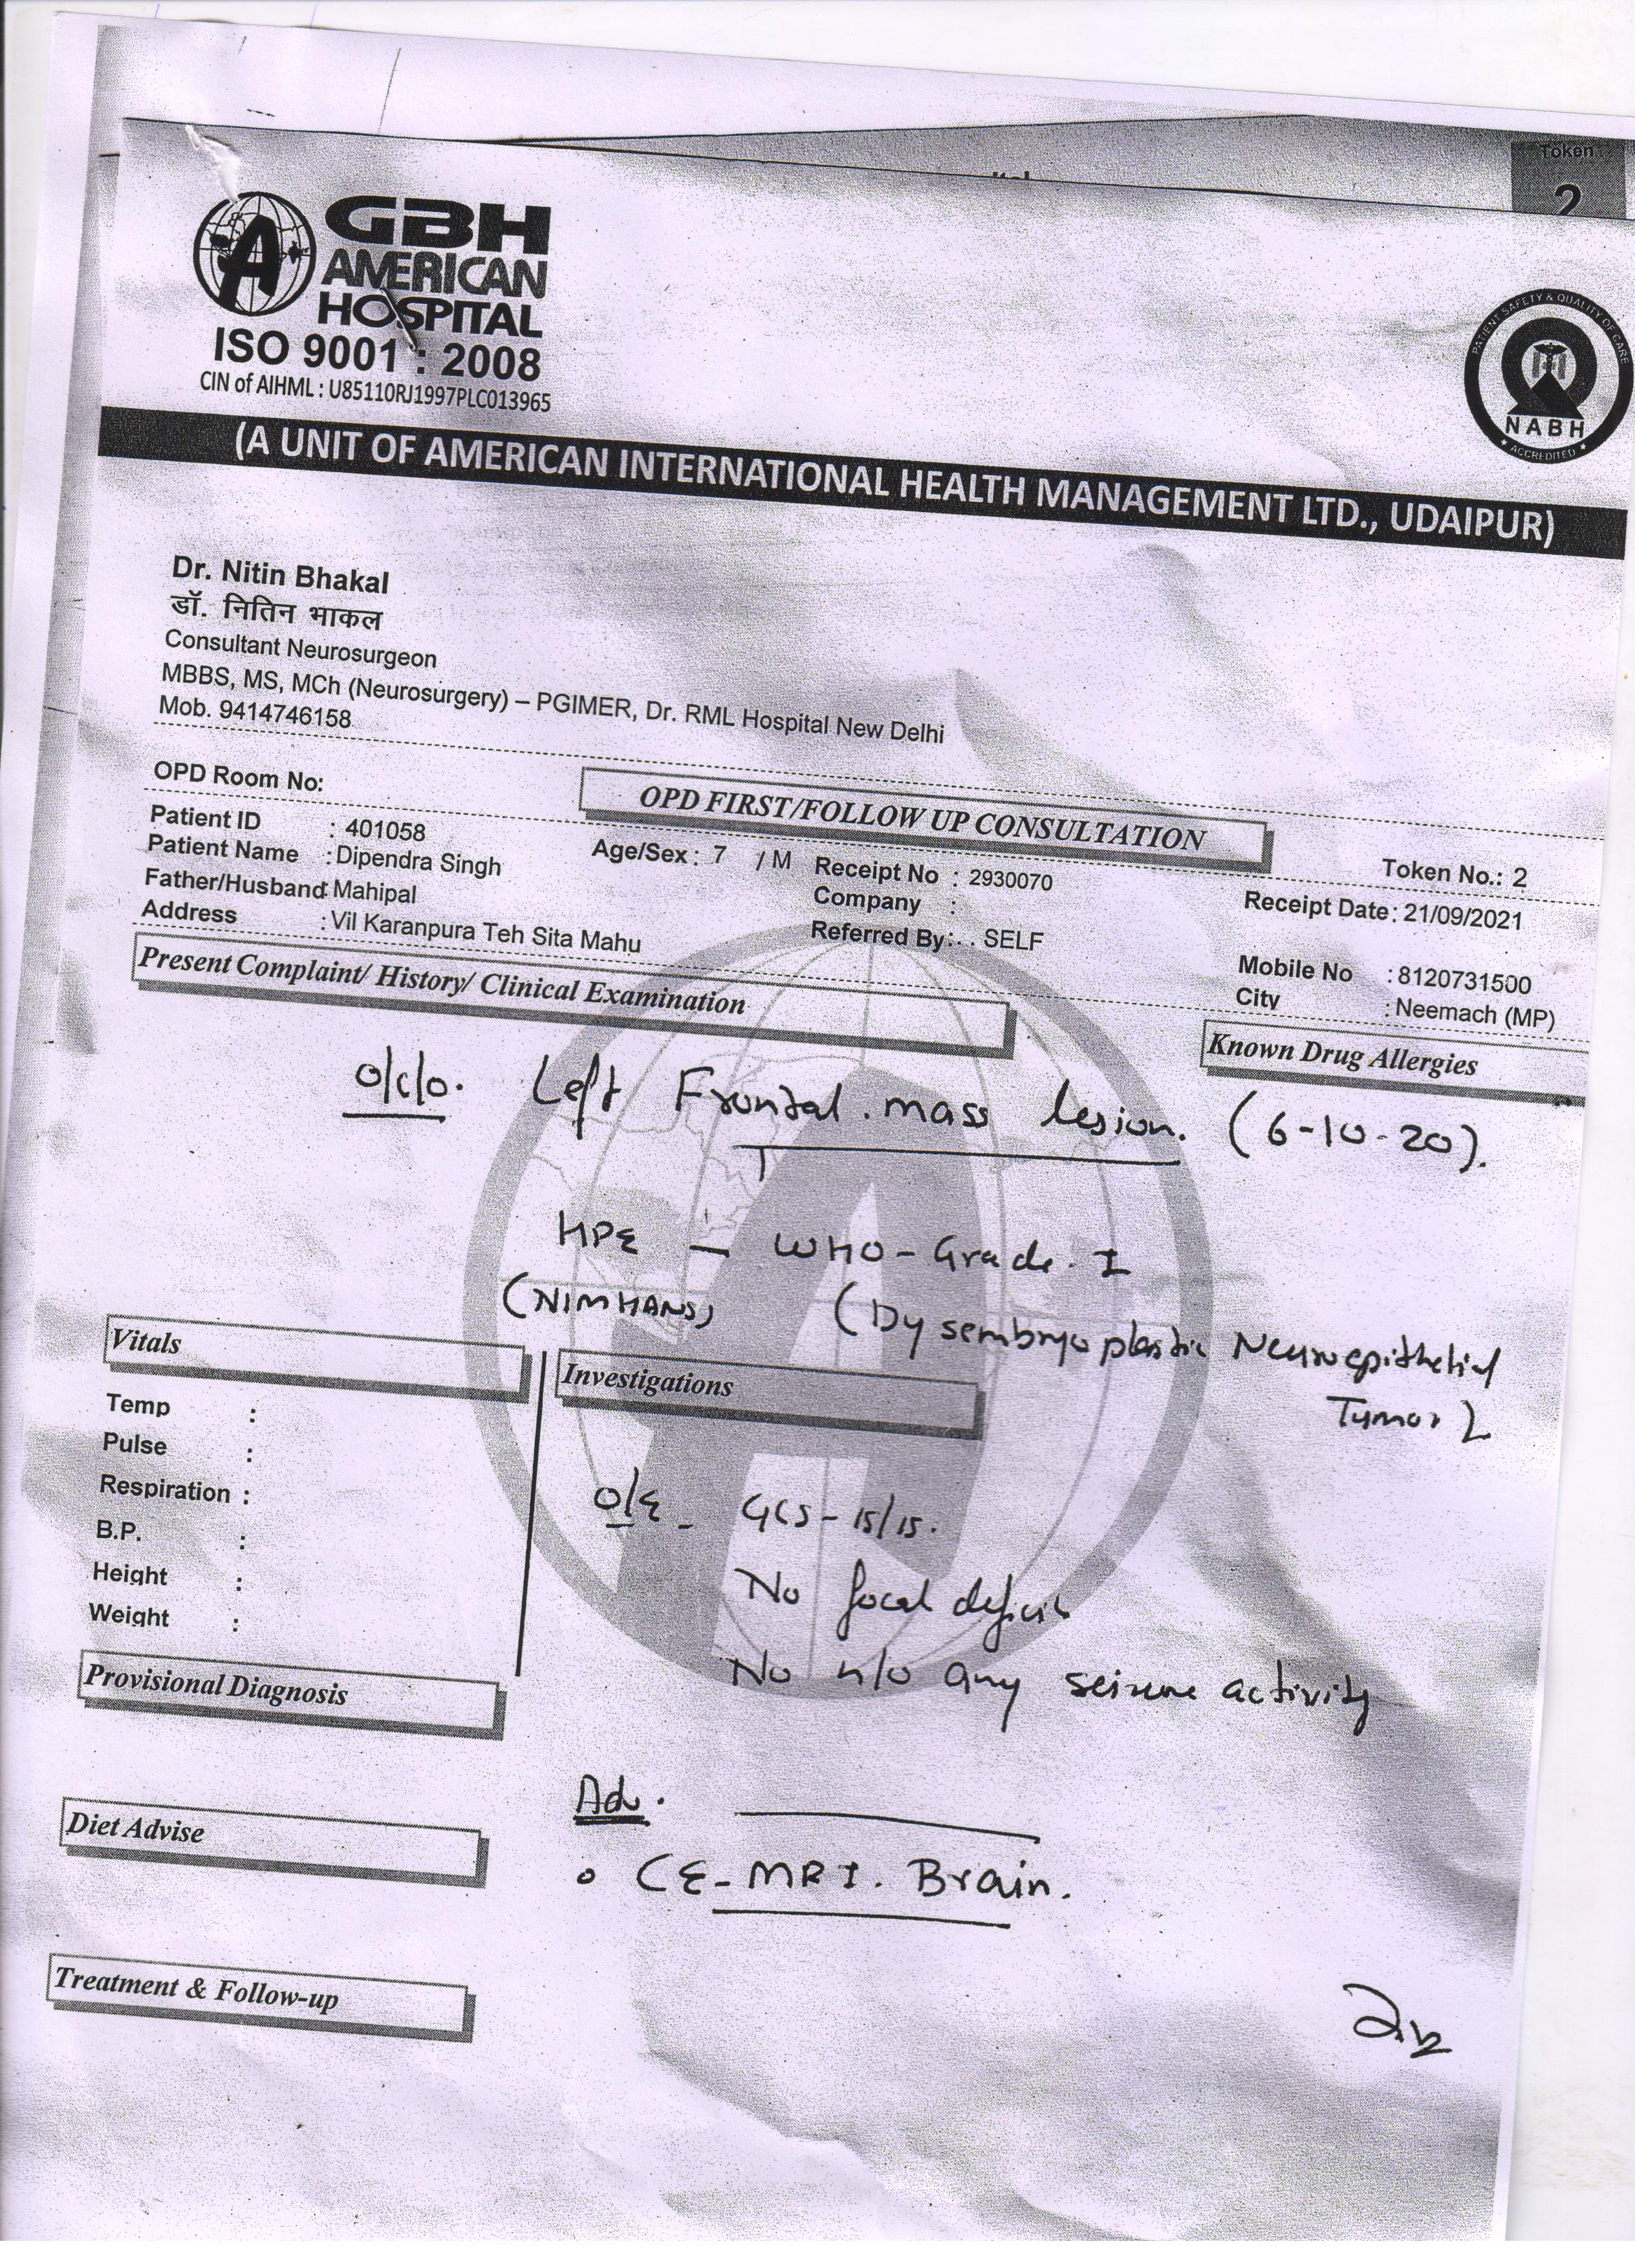 Token
2
GBH
AMERICAN
HOSPITAL
ISO 9001 : 2008
CIN of AIHML : U85110RJ1997PLC013965
PATIENT SAFETY & QUALITY OF CARE
NABH
ACCREDITED
(A UNIT OF AMERICAN INTERNATIONAL HEALTH MANAGEMENT LTD., UDAIPUR)
Dr. Nitin Bhakal
डॉ. नितिन भाकल
Consultant Neurosurgeon
MBBS, MS, MCh (Neurosurgery) – PGIMER, Dr. RML Hospital New Delhi
Mob. 9414746158
OPD Room No:
OPD FIRST/FOLLOW UP CONSULTATION
Token No.: 2
Patient ID : 401058
Patient Name : Dipendra Singh Age/Sex : 7 / M Receipt No : 2930070 Receipt Date : 21/09/2021
Father/Husband : Mahipal Company :
Address : Vil Karanpura Teh Sita Mahu Referred By : . . SELF Mobile No : 8120731500
City : Neemach (MP)
Present Complaint/ History/ Clinical Examination
Known Drug Allergies
o/c/o. Left Frontal. mass lesion. (6-10-20).
HPE — WHO - Grade. I
(NIMHANS) (Dysembryoplastic Neuroepithelial
Tumor)
Vitals
Investigations
Temp :
Pulse :
Respiration :
B.P. :
Height :
Weight :
O/E - GCS - 15/15.
No focal deficit
No h/o any seizure activity
Provisional Diagnosis
Adv.
Diet Advise
CE-MRI. Brain.
Treatment & Follow-up